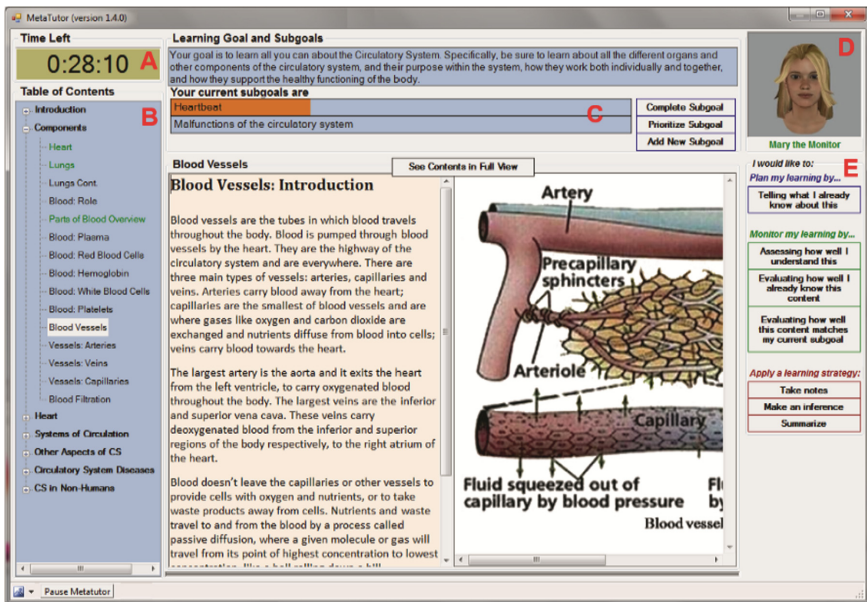 MetaTutor (version 1.4.0)
Time Left
0:28:10
A
Table of Contents
B
Introduction
Components
Heart
Lungs
Lungs Cont.
Blood: Role
Parts of Blood Overview
Blood: Plasma
Blood: Red Blood Cells
Blood: Hemoglobin
Blood: White Blood Cells
Blood: Platelets
Blood Vessels
Vessels: Arteries
Vessels: Veins
Vessels: Capillaries
Blood Filtration
Heart
Systems of Circulation
Other Aspects of CS
Circulatory System Diseases
CS in Non-Humans
Learning Goal and Subgoals
Your goal is to learn all you can about the Circulatory System. Specifically, be sure to learn about all the different organs and
other components of the circulatory system, and their purpose within the system, how they work both individually and together,
and how they support the healthy functioning of the body.
Your current subgoals are
Heartbeat
Malfunctions of the circulatory system
C
Complete Subgoal
Prioritize Subgoal
Add New Subgoal
D
Mary the Monitor
Blood Vessels
See Contents in Full View
Blood Vessels: Introduction
Blood vessels are the tubes in which blood travels
throughout the body. Blood is pumped through blood
vessels by the heart. They are the highway of the
circulatory system and are everywhere. There are
three main types of vessels: arteries, capillaries and
veins. Arteries carry blood away from the heart;
capillaries are the smallest of blood vessels and are
where gases like oxygen and carbon dioxide are
exchanged and nutrients diffuse from blood into cells;
veins carry blood towards the heart.
The largest artery is the aorta and it exits the heart
from the left ventricle, to carry oxygenated blood
throughout the body. The largest veins are the inferior
and superior vena cava. These veins carry
deoxygenated blood from the inferior and superior
regions of the body respectively, to the right atrium of
the heart.
Blood doesn't leave the capillaries or other vessels to
provide cells with oxygen and nutrients, or to take
waste products away from cells. Nutrients and waste
travel to and from the blood by a process called
passive diffusion, where a given molecule or gas will
travel from its point of highest concentration to lowest
concentration, like a ball rolling down a hill.
Artery
Precapillary
sphincters
Arteriole
Capillary
Fluid squeezed out of
capillary by blood pressure
Fl
by
Blood vessel
E
I would like to:
Plan my learning by...
Telling what I already
know about this
Monitor my learning by...
Assessing how well I
understand this
Evaluating how well I
already know this
content
Evaluating how well
this content matches
my current subgoal
Apply a learning strategy:
Take notes
Make an inference
Summarize
Pause Metatutor